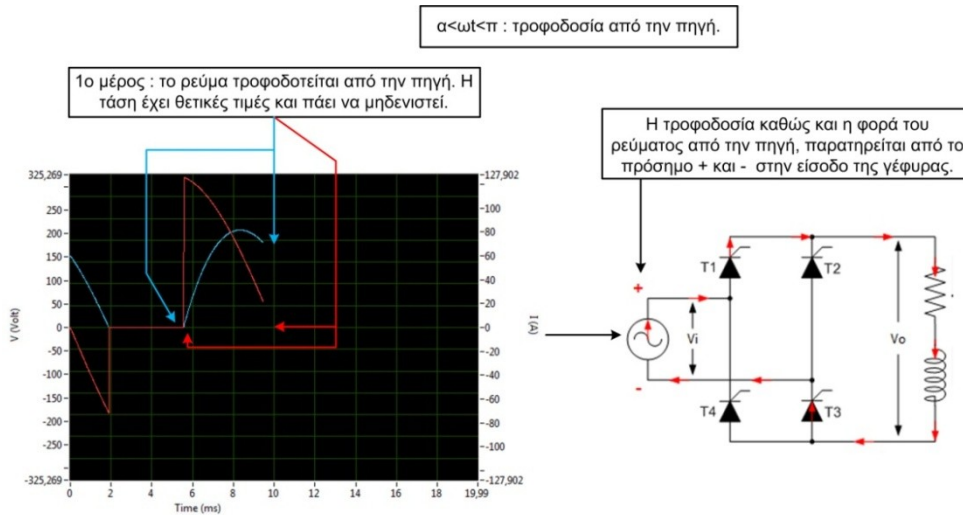 α<ωt<π : τροφοδοσία από την πηγή.
1ο μέρος : το ρεύμα τροφοδοτείται από την πηγή. Η
τάση έχει θετικές τιμές και πάει να μηδενιστεί.
Η τροφοδοσία καθώς και η φορά του
ρεύματος από την πηγή, παρατηρείται από το
πρόσημο + και - στην είσοδο της γέφυρας.
325,269
200
150
100
50
0
-50
-100
-150
-200
-250
-325,269
V (Volt)
0
2
4
6
8
10
12
14
16
19,99
Time (ms)
-127,902
-100
-80
-60
-40
-20
-0
-20
-40
-60
-100
-127,902
I (A)
T1
T2
+
Vi
Vo
-
T4
T3